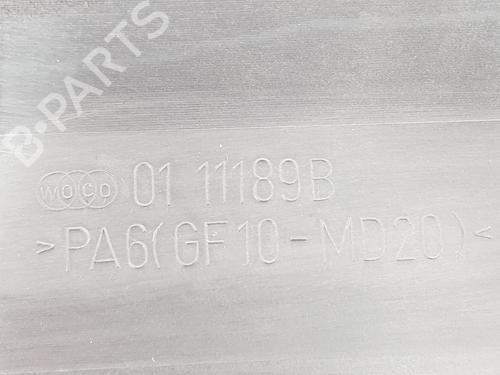 B-PARTS
WOCO 01 11189B
>PA6(GF10-MD20)<